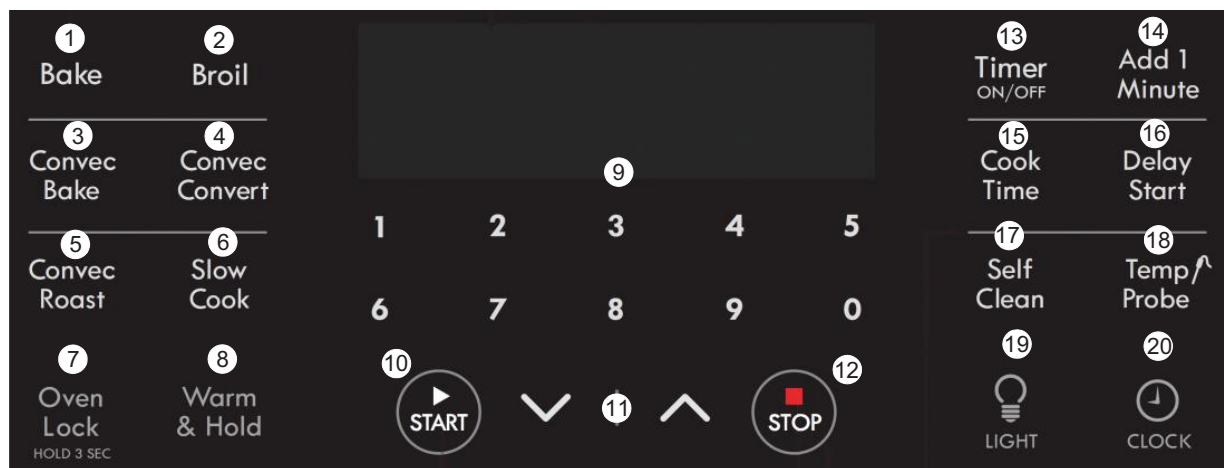 1 2
Bake Broil
3 4
Convec Convec
Bake Convert
5 6
Convec Slow
Roast Cook
7 8
Oven Warm
Lock & Hold
HOLD 3 SEC
9
1 2 3 4 5
6 7 8 9 0
10 11 12
START STOP
13 14
Timer Add 1
ON/OFF Minute
15 16
Cook Delay
Time Start
17 18
Self Temp
Clean Probe
19 20
LIGHT CLOCK